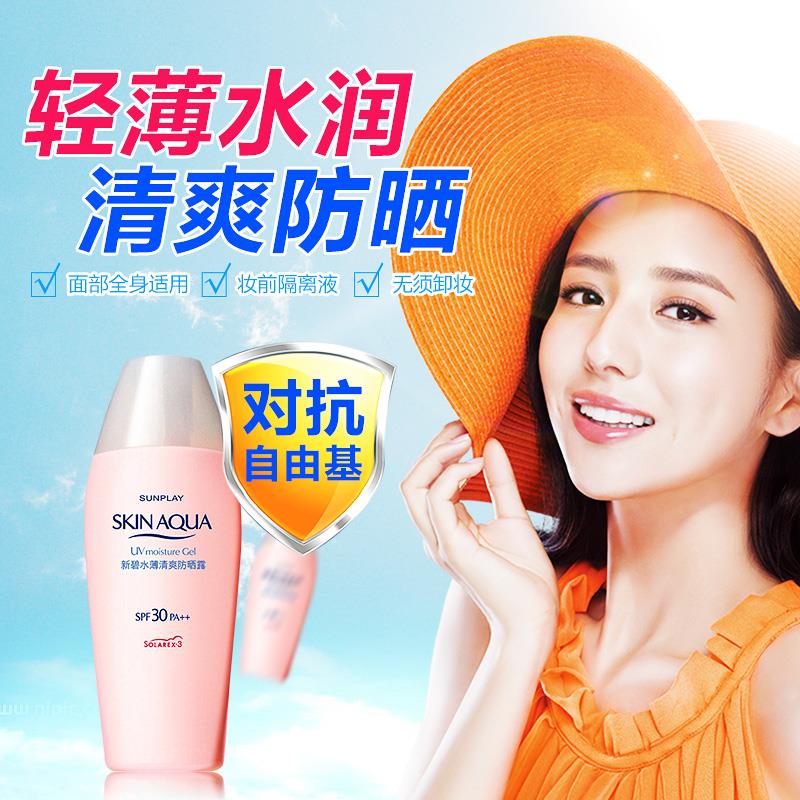 轻薄水润
清爽防晒
面部全身适用 妆前隔离液 无须卸妆
对抗
自由基
SUNPLAY
SKIN AQUA
UV moisture Gel
新碧水薄清爽防晒露
SPF30 PA++
SOLAREX-3